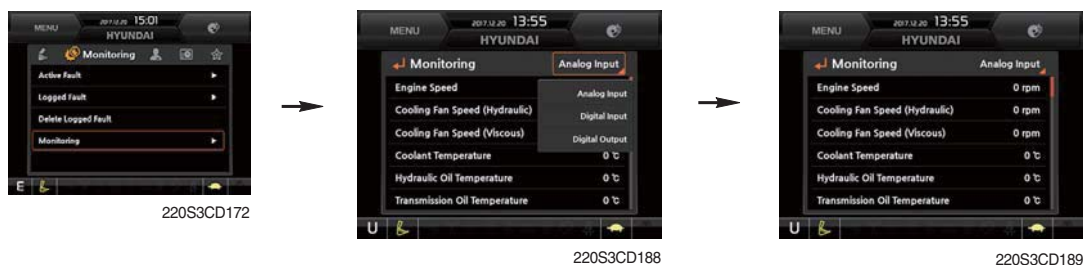 MENU
2017.12.20 15:01
HYUNDAI
Monitoring
Active Fault
Logged Fault
Delete Logged Fault
Monitoring
E
220S3CD172
MENU
2017.12.20 13:55
HYUNDAI
Monitoring
Analog Input
Engine Speed
Analog Input
Cooling Fan Speed (Hydraulic)
Digital Input
Cooling Fan Speed (Viscous)
Digital Output
Coolant Temperature 0 ℃
Hydraulic Oil Temperature 0 ℃
Transmission Oil Temperature 0 ℃
U
220S3CD188
MENU
2017.12.20 13:55
HYUNDAI
Monitoring
Analog Input
Engine Speed 0 rpm
Cooling Fan Speed (Hydraulic) 0 rpm
Cooling Fan Speed (Viscous) 0 rpm
Coolant Temperature 0 ℃
Hydraulic Oil Temperature 0 ℃
Transmission Oil Temperature 0 ℃
U
220S3CD189